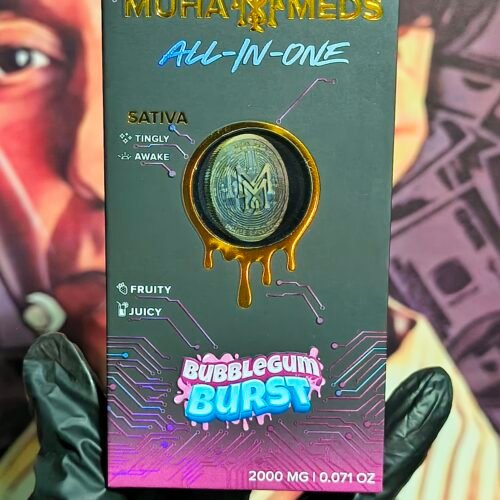 MUHA MEDS
ALL-IN-ONE
SATIVA
TINGLY
AWAKE
M
FRUITY
JUICY
BUBBLEGUM
BURST
2000 MG | 0.071 OZ